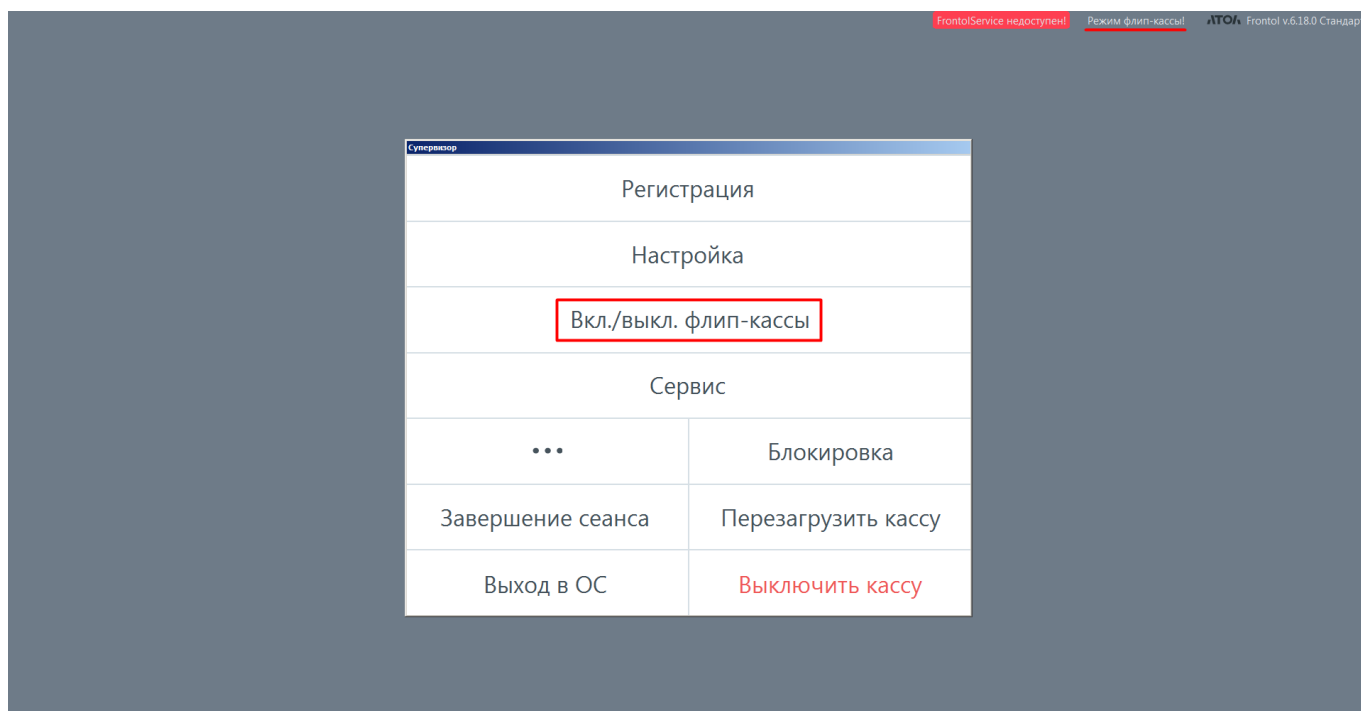 FrontolService недоступен! Режим флип-кассы! АТОЛ Frontol v.6.18.0 Стандарт
Супервизор
Регистрация
Настройка
Вкл./выкл. флип-кассы
Сервис
••• Блокировка
Завершение сеанса Перезагрузить кассу
Выход в ОС Выключить кассу